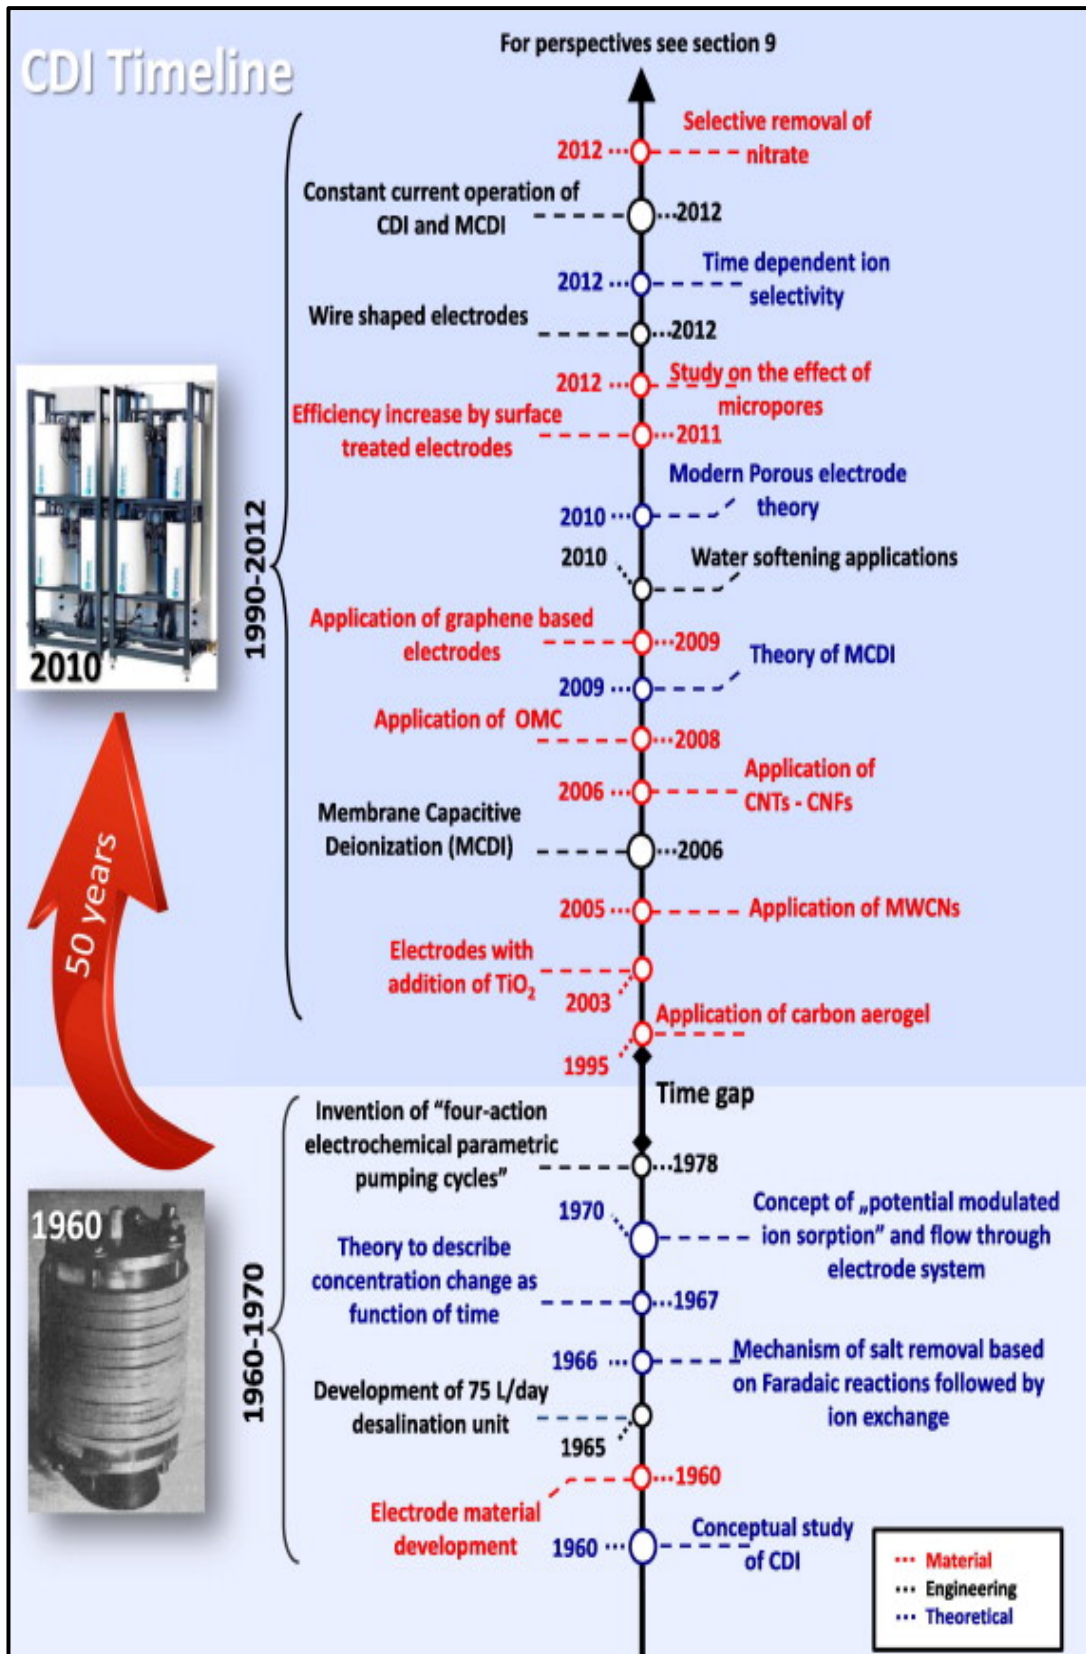 CDI Timeline
For perspectives see section 9
Selective removal of
nitrate
2012
Constant current operation of
CDI and MCDI
2012
Time dependent ion
selectivity
2012
Wire shaped electrodes
2012
Study on the effect of
micropores
2012
Efficiency increase by surface
treated electrodes
2011
Modern Porous electrode
theory
2010
2010
Water softening applications
Application of graphene based
electrodes
2009
Theory of MCDI
2009
Application of OMC
2008
Application of
CNTs - CNFs
2006
Membrane Capacitive
Deionization (MCDI)
2006
2005
Application of MWCNs
Electrodes with
addition of TiO2
2003
Application of carbon aerogel
1995
1990-2012
2010
50 years
Time gap
Invention of “four-action
electrochemical parametric
pumping cycles”
1978
1970
Concept of „potential modulated
ion sorption” and flow through
electrode system
Theory to describe
concentration change as
function of time
1967
1966
Mechanism of salt removal based
on Faradaic reactions followed by
ion exchange
Development of 75 L/day
desalination unit
1965
1960
Electrode material
development
1960
Conceptual study
of CDI
1960-1970
1960
Material
Engineering
Theoretical